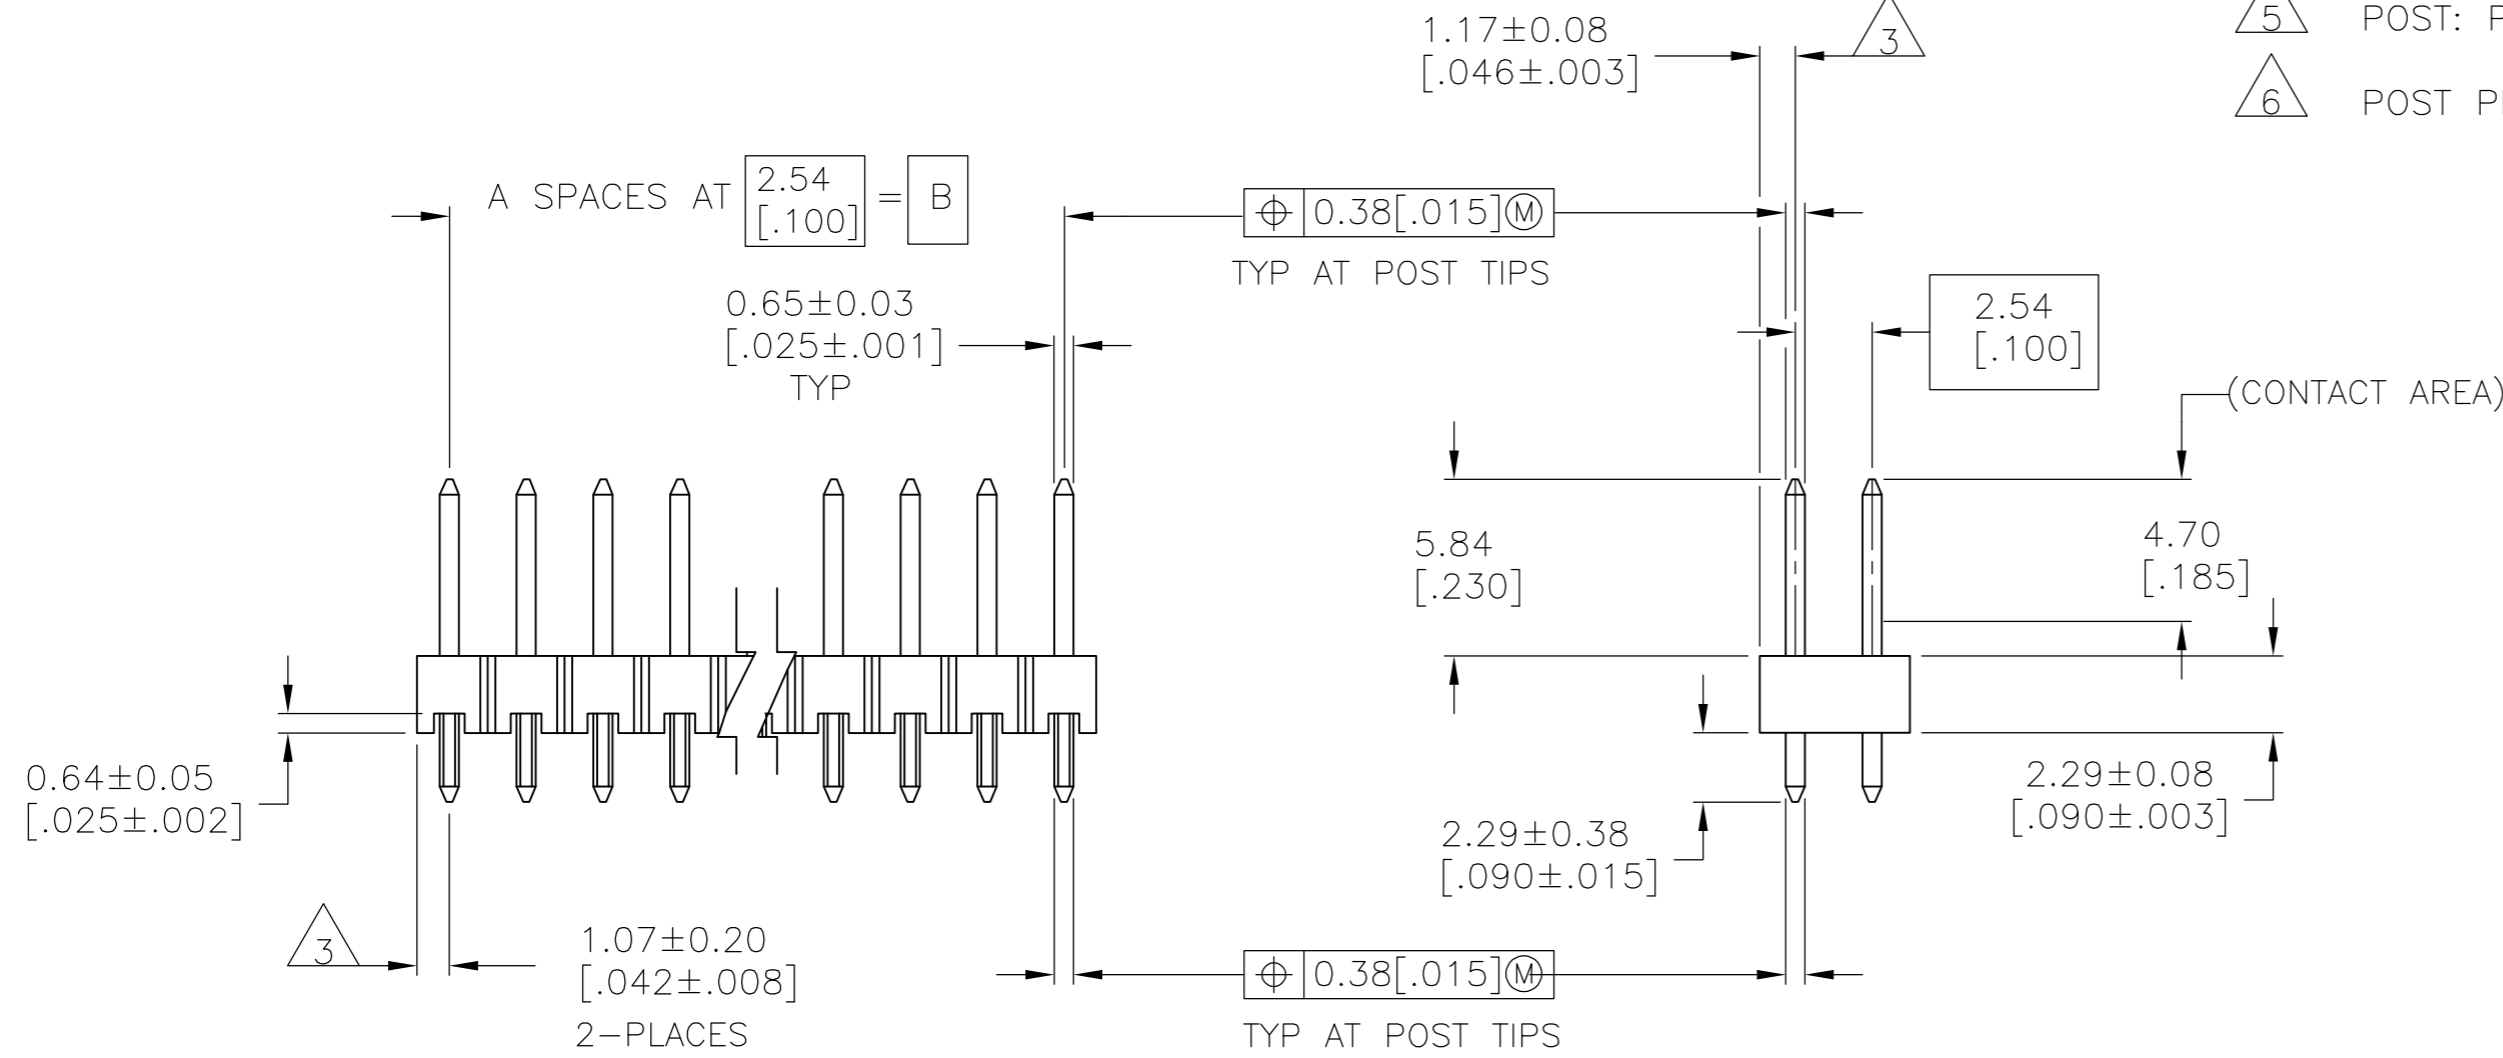 1.17±0.08
[.046±.003]
3
5 POST:
6 POST
A SPACES AT 2.54 [.100] = B
⌖ 0.38[.015]Ⓜ
TYP AT POST TIPS
0.65±0.03
[.025±.001]
TYP
2.54
[.100]
(CONTACT AREA)
5.84
[.230]
4.70
[.185]
0.64±0.05
[.025±.002]
2.29±0.08
[.090±.003]
2.29±0.38
[.090±.015]
3
1.07±0.20
[.042±.008]
2-PLACES
⌖ 0.38[.015]Ⓜ
TYP AT POST TIPS